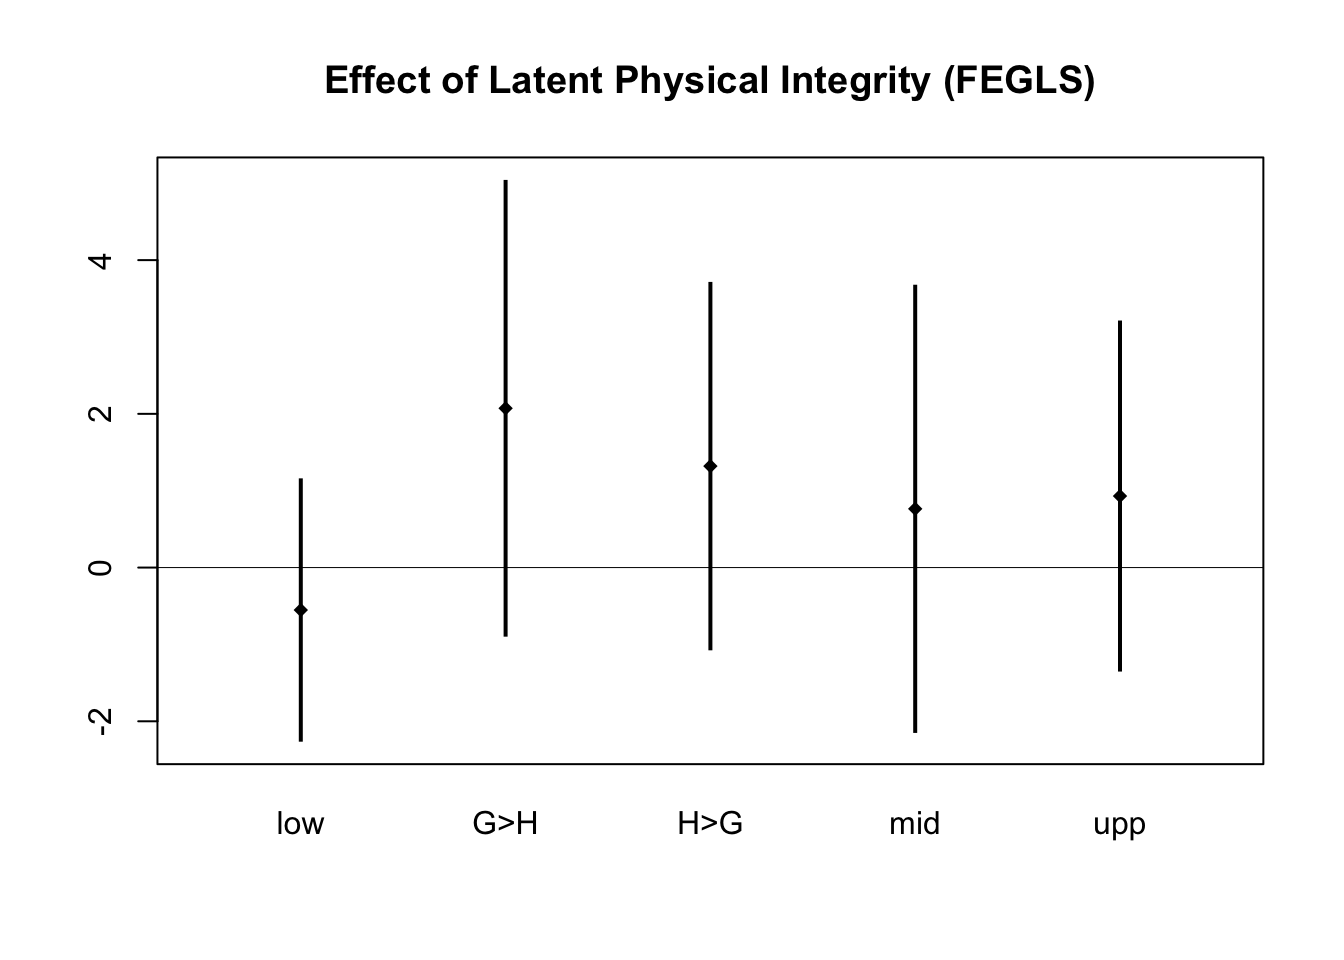 Effect of Latent Physical Integrity (FEGLS)
4
2
0
-2
low G>H H>G mid upp